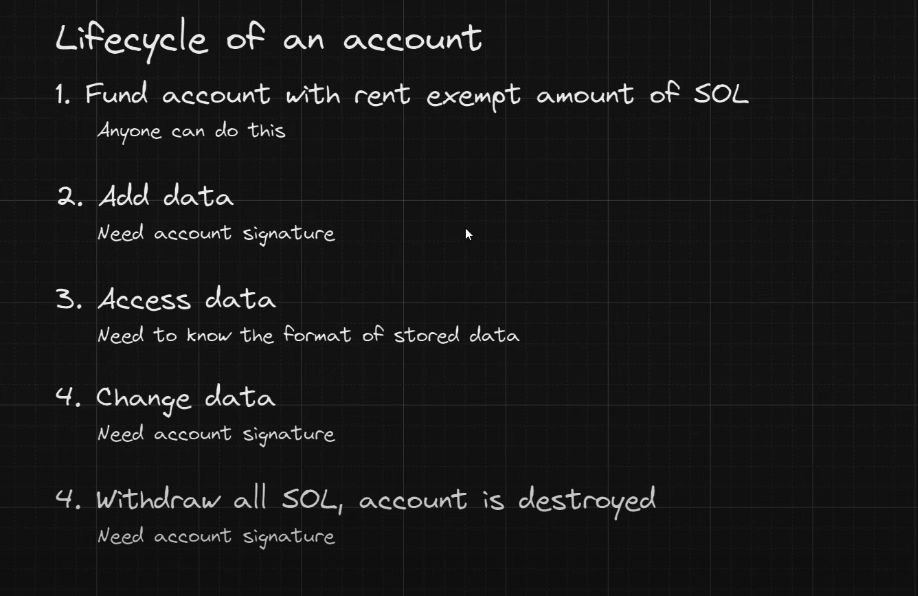 Lifecycle of an account
1. Fund account with rent exempt amount of SOL
Anyone can do this
2. Add data
Need account signature
3. Access data
Need to know the format of stored data
4. Change data
Need account signature
4. Withdraw all SOL, account is destroyed
Need account signature